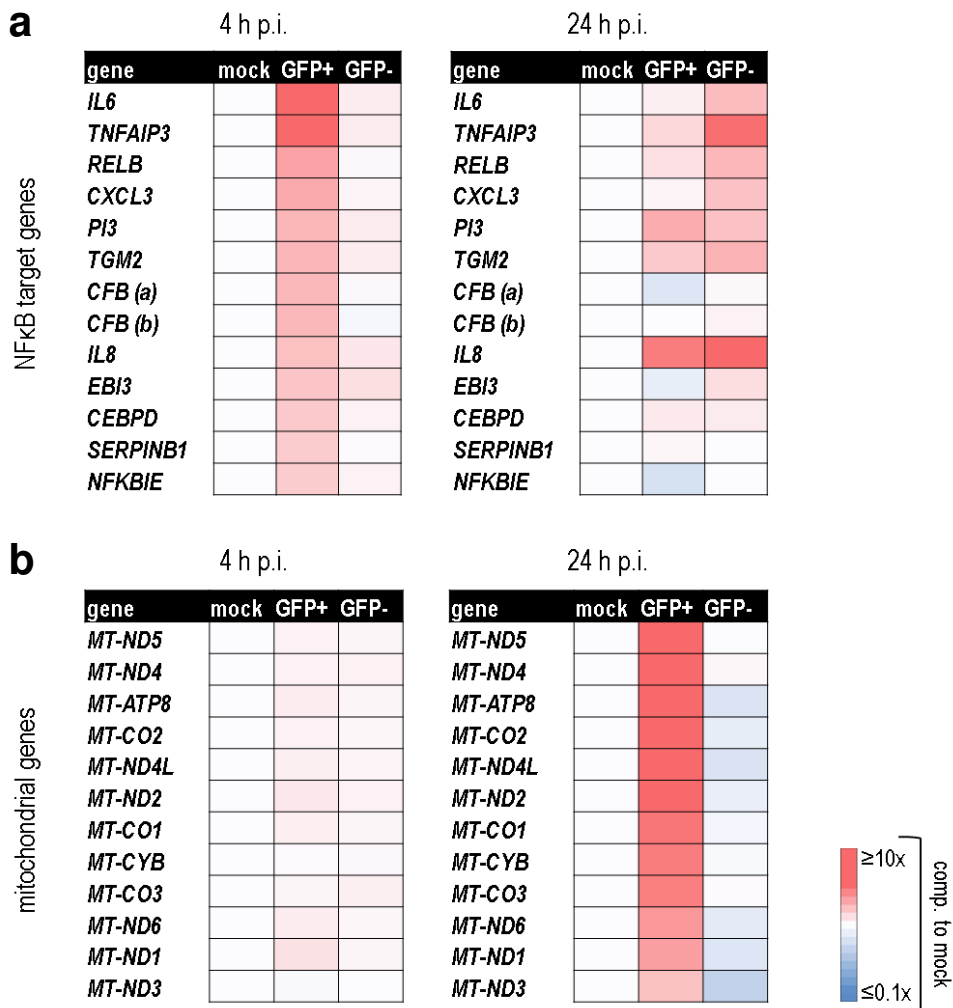 a
4 h p.i.
24 h p.i.
NFκB target genes
gene mock GFP+ GFP-
IL6
TNFAIP3
RELB
CXCL3
PI3
TGM2
CFB (a)
CFB (b)
IL8
EBI3
CEBPD
SERPINB1
NFKBIE
gene mock GFP+ GFP-
IL6
TNFAIP3
RELB
CXCL3
PI3
TGM2
CFB (a)
CFB (b)
IL8
EBI3
CEBPD
SERPINB1
NFKBIE
b
4 h p.i.
24 h p.i.
mitochondrial genes
gene mock GFP+ GFP-
MT-ND5
MT-ND4
MT-ATP8
MT-CO2
MT-ND4L
MT-ND2
MT-CO1
MT-CYB
MT-CO3
MT-ND6
MT-ND1
MT-ND3
gene mock GFP+ GFP-
MT-ND5
MT-ND4
MT-ATP8
MT-CO2
MT-ND4L
MT-ND2
MT-CO1
MT-CYB
MT-CO3
MT-ND6
MT-ND1
MT-ND3
≥10x
≤0.1x
comp. to mock